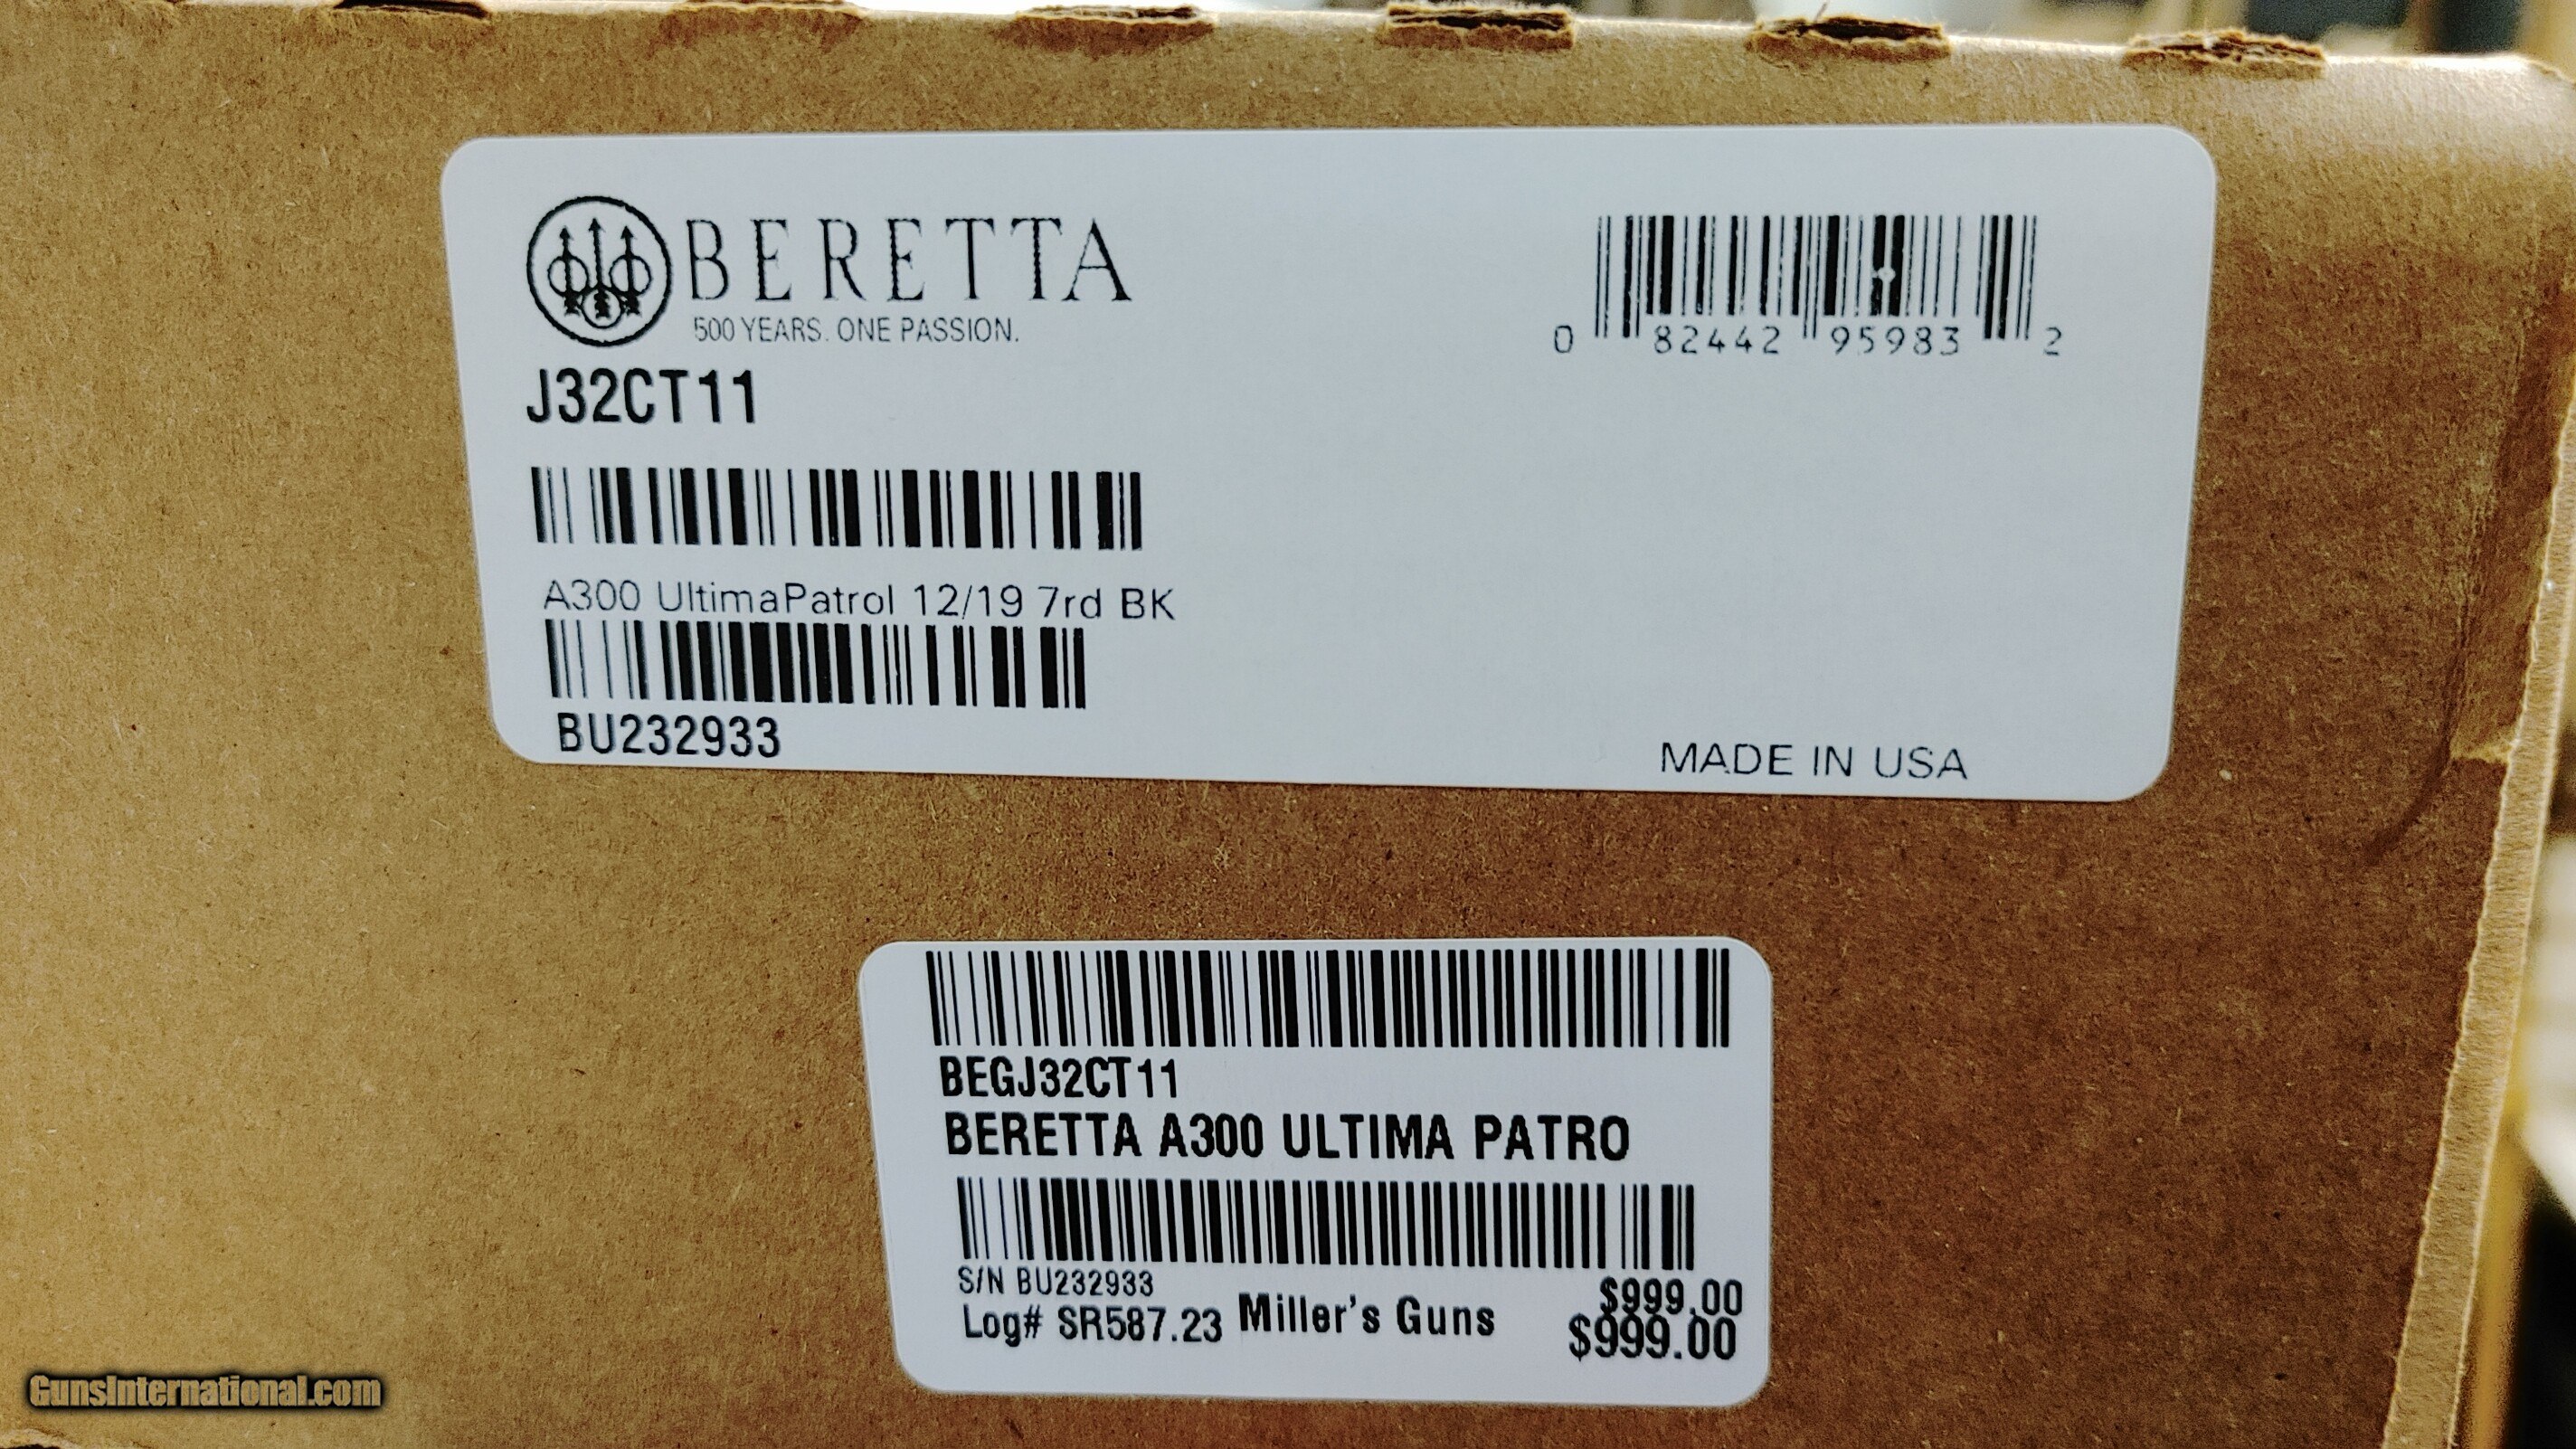 BERETTA
500 YEARS. ONE PASSION.
0 82442 95983 2
J32CT11
A300 UltimaPatrol 12/19 7rd BK
BU232933
MADE IN USA
BEGJ32CT11
BERETTA A300 ULTIMA PATRO
S/N BU232933
$999.00
Log# SR587.23 Miller's Guns $999.00
GunsInternational.com